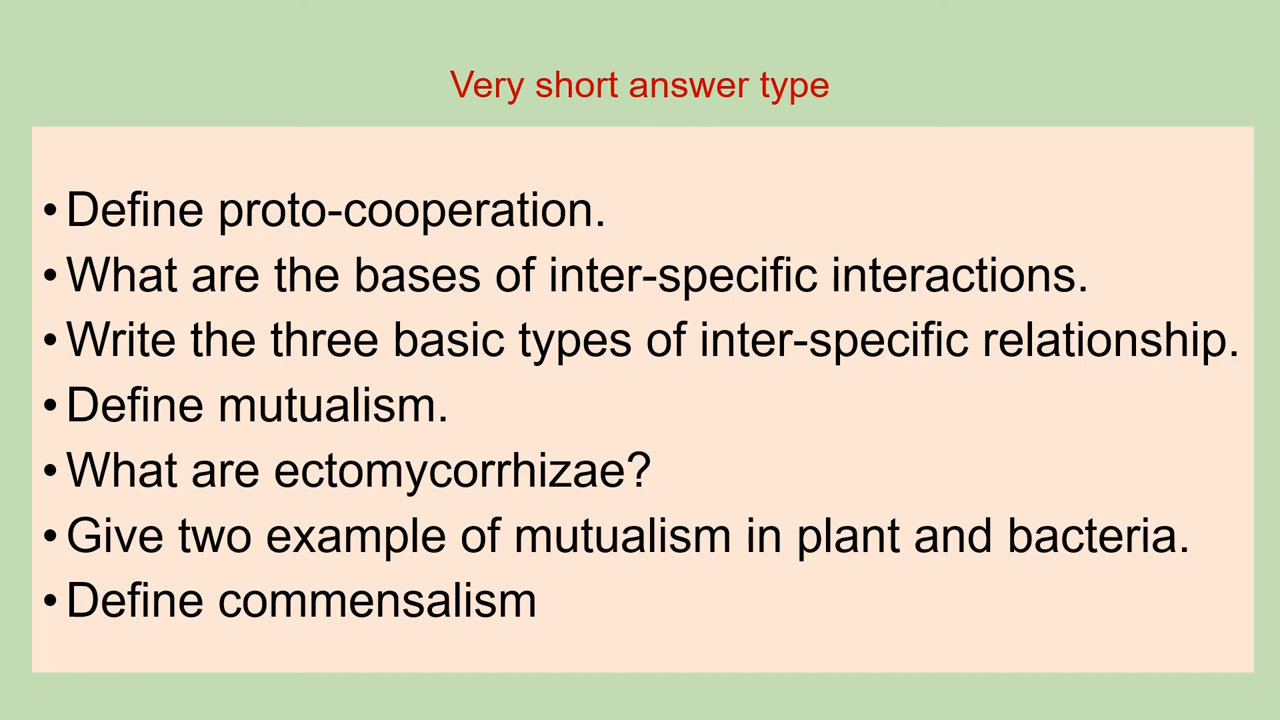 Very short answer type
• Define proto-cooperation.
• What are the bases of inter-specific interactions.
• Write the three basic types of inter-specific relationship.
• Define mutualism.
• What are ectomycorrhizae?
• Give two example of mutualism in plant and bacteria.
• Define commensalism